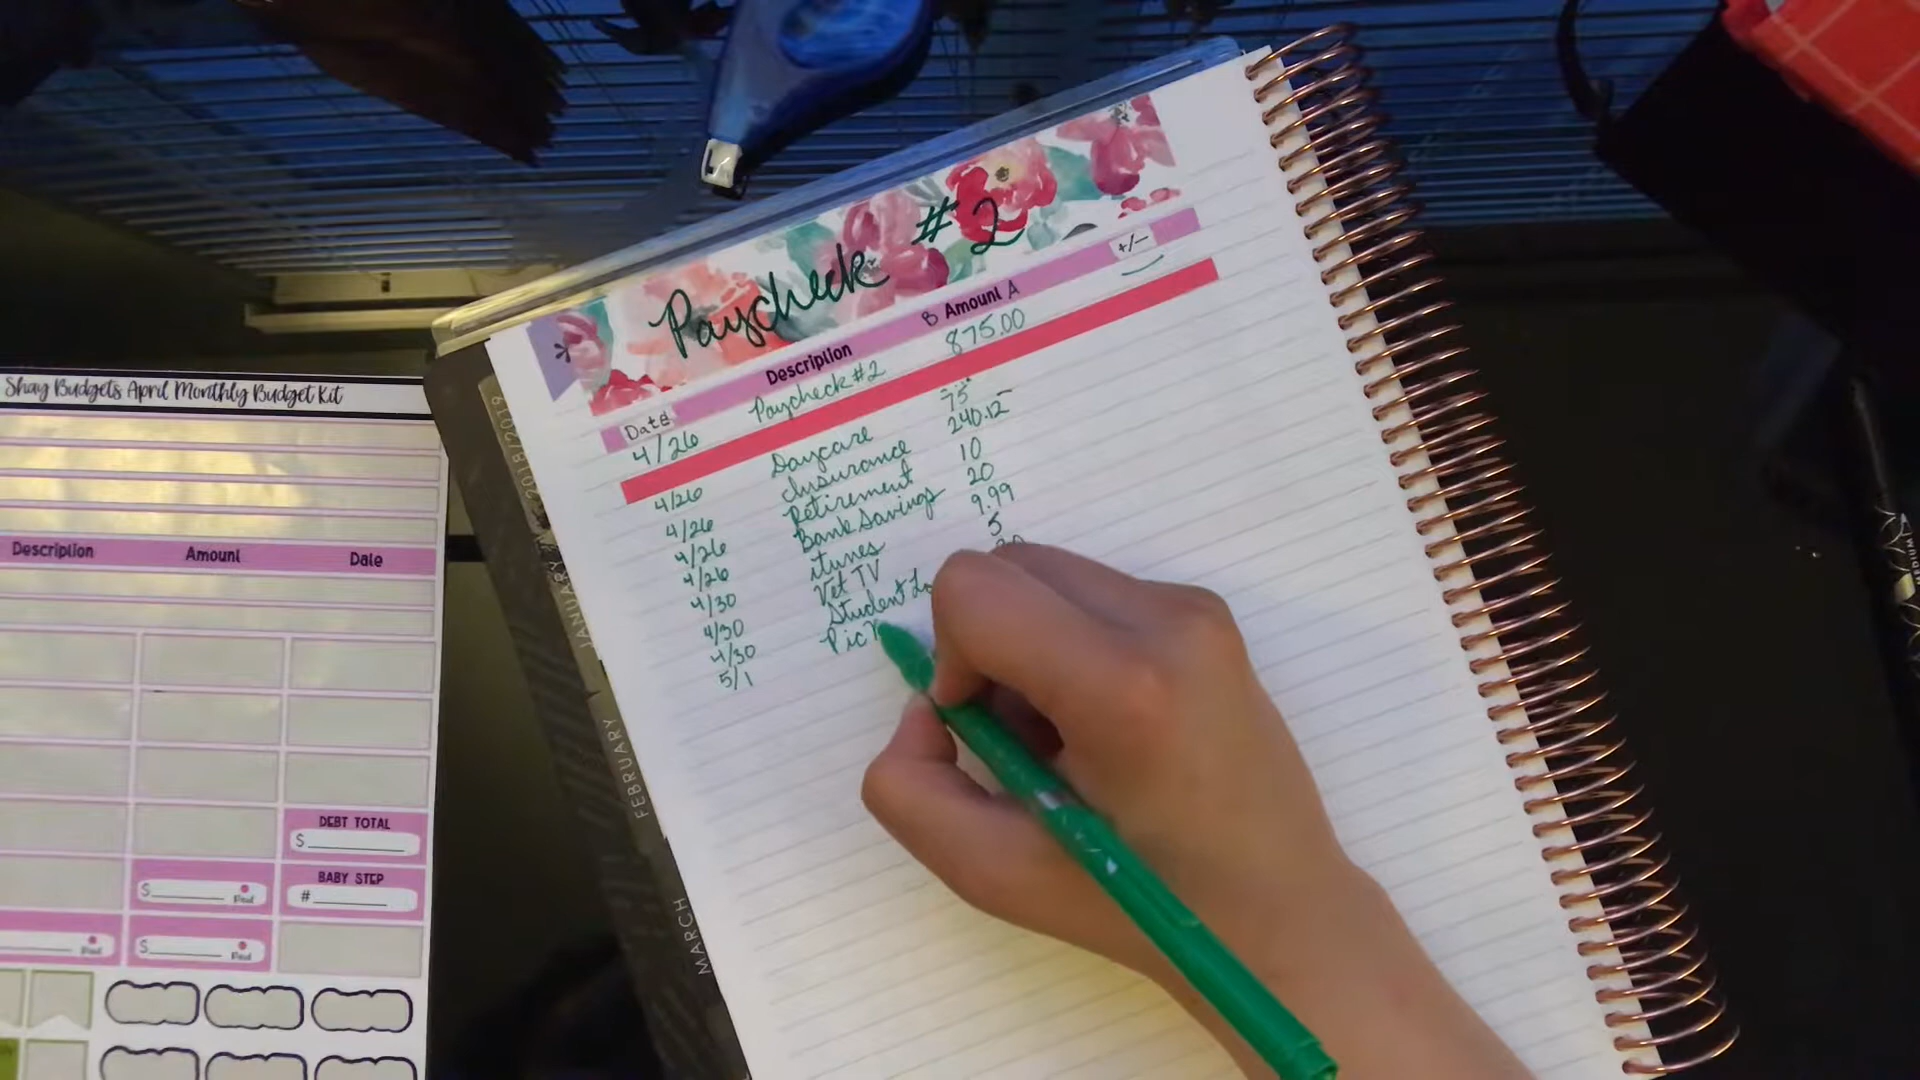 Paycheck #2
Date Description B Amount A +/-
4/26 Paycheck #2 875.00
4/26 Daycare 75
4/26 Insurance 240.12
4/26 Retirement 10
4/26 Bank Savings 20
4/30 itunes 9.99
4/30 Vet TV 5
4/30 Student Lo
5/1 Pic
2018/2019
JANUARY
FEBRUARY
MARCH
Shay Budgets April Monthly Budget Kit
Description Amount Date
DEBT TOTAL
$
BABY STEP
$ Paid #
Paid $ Paid
MEDIUM